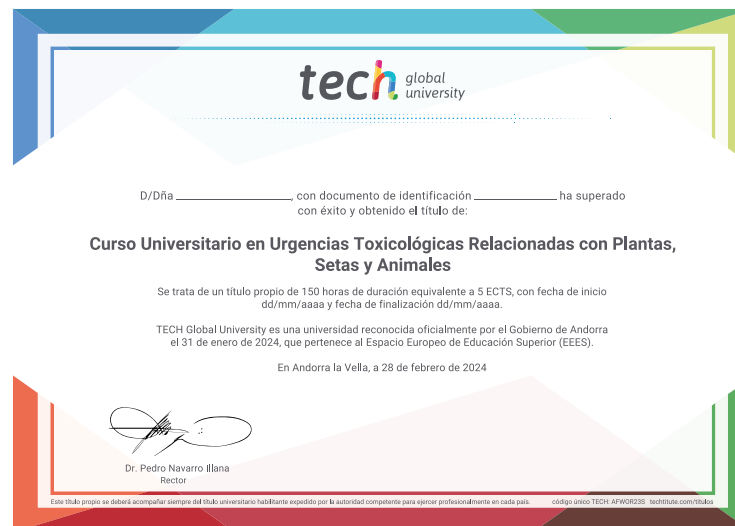 tech global university
D/Dña ____________, con documento de identificación ____________ ha superado
con éxito y obtenido el título de:
Curso Universitario en Urgencias Toxicológicas Relacionadas con Plantas,
Setas y Animales
Se trata de un título propio de 150 horas de duración equivalente a 5 ECTS, con fecha de inicio
dd/mm/aaaa y fecha de finalización dd/mm/aaaa.
TECH Global University es una universidad reconocida oficialmente por el Gobierno de Andorra
el 31 de enero de 2024, que pertenece al Espacio Europeo de Educación Superior (EEES).
En Andorra la Vella, a 28 de febrero de 2024
Dr. Pedro Navarro Illana
Rector
Este título propio se deberá acompañar siempre del título universitario habilitante expedido por la autoridad competente para ejercer profesionalmente en cada país. código único TECH: AFWOR23S techtitute.com/titulos